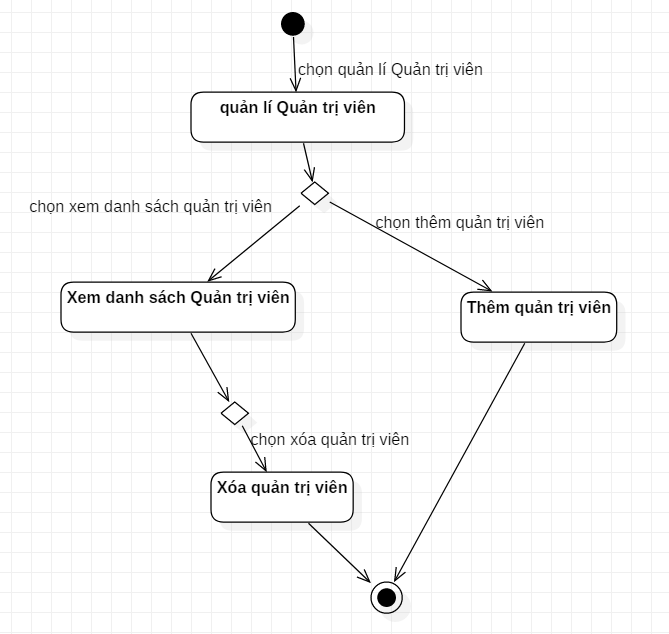 chọn quản lí Quản trị viên
quản lí Quản trị viên
chọn xem danh sách quản trị viên
chọn thêm quản trị viên
Xem danh sách Quản trị viên
Thêm quản trị viên
chọn xóa quản trị viên
Xóa quản trị viên